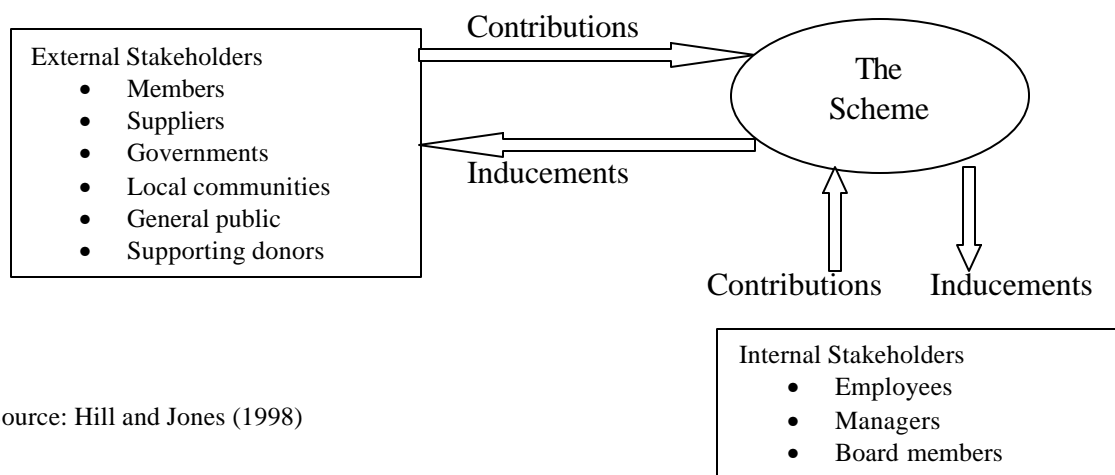 Contributions
External Stakeholders
• Members
• Suppliers
• Governments
• Local communities
• General public
• Supporting donors
The
Scheme
Inducements
Contributions Inducements
Internal Stakeholders
• Employees
• Managers
• Board members
ource: Hill and Jones (1998)